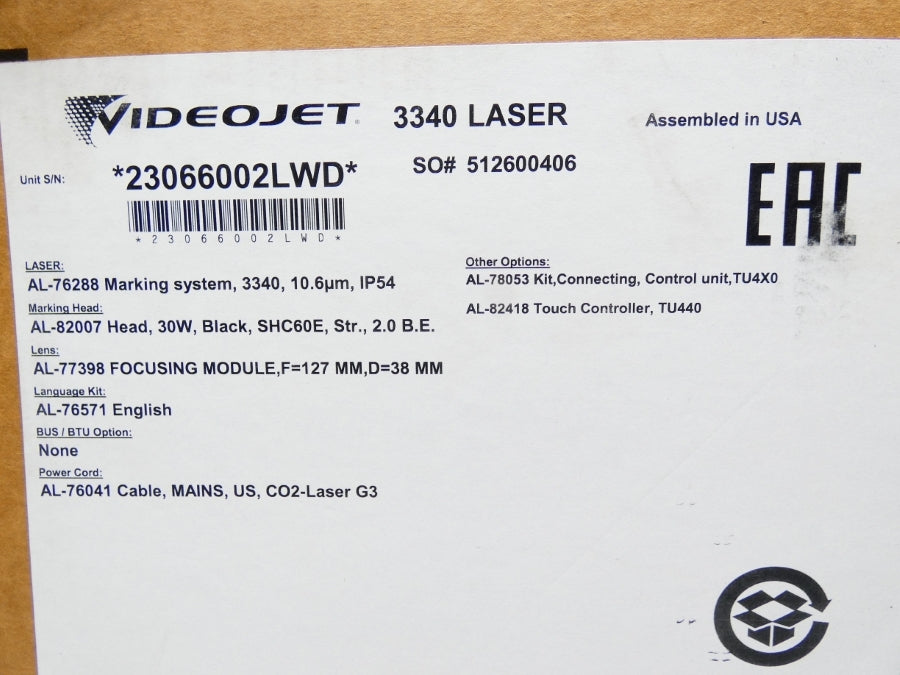 VIDEOJET. 3340 LASER Assembled in USA
Unit S/N: *23066002LWD* SO# 512600406
*23066002LWD*
EAC
LASER:
AL-76288 Marking system, 3340, 10.6µm, IP54
Marking Head:
AL-82007 Head, 30W, Black, SHC60E, Str., 2.0 B.E.
Lens:
AL-77398 FOCUSING MODULE,F=127 MM,D=38 MM
Language Kit:
AL-76571 English
BUS / BTU Option:
None
Power Cord:
AL-76041 Cable, MAINS, US, CO2-Laser G3
Other Options:
AL-78053 Kit,Connecting, Control unit,TU4X0
AL-82418 Touch Controller, TU440